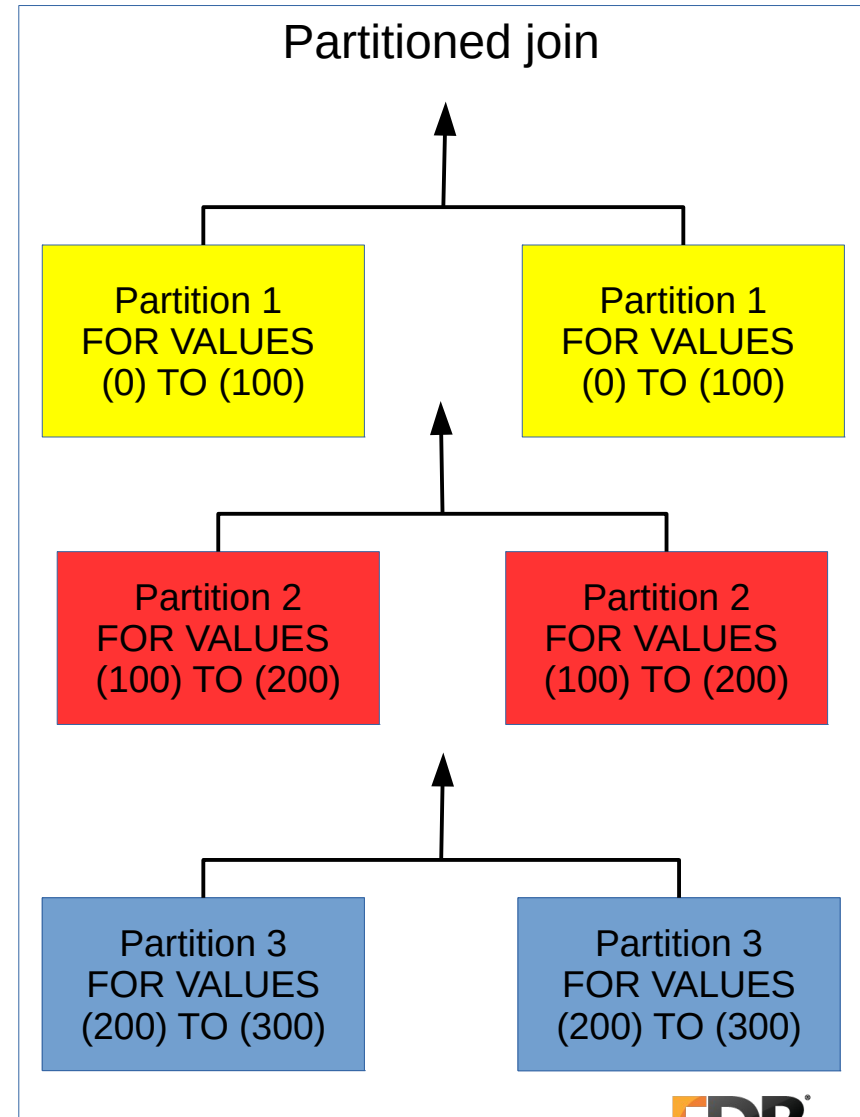 Partitioned join
Partition 1
FOR VALUES
(0) TO (100)
Partition 1
FOR VALUES
(0) TO (100)
Partition 2
FOR VALUES
(100) TO (200)
Partition 2
FOR VALUES
(100) TO (200)
Partition 3
FOR VALUES
(200) TO (300)
Partition 3
FOR VALUES
(200) TO (300)